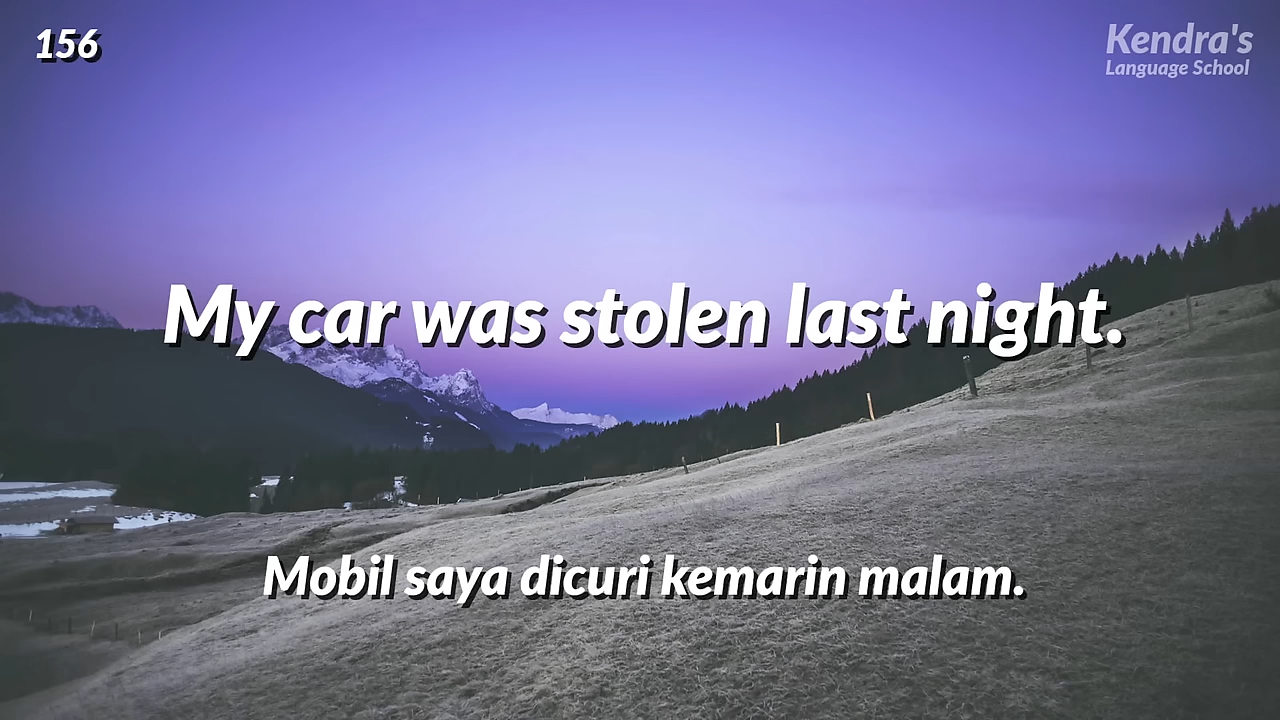 156
Kendra's
Language School
My car was stolen last night.
Mobil saya dicuri kemarin malam.